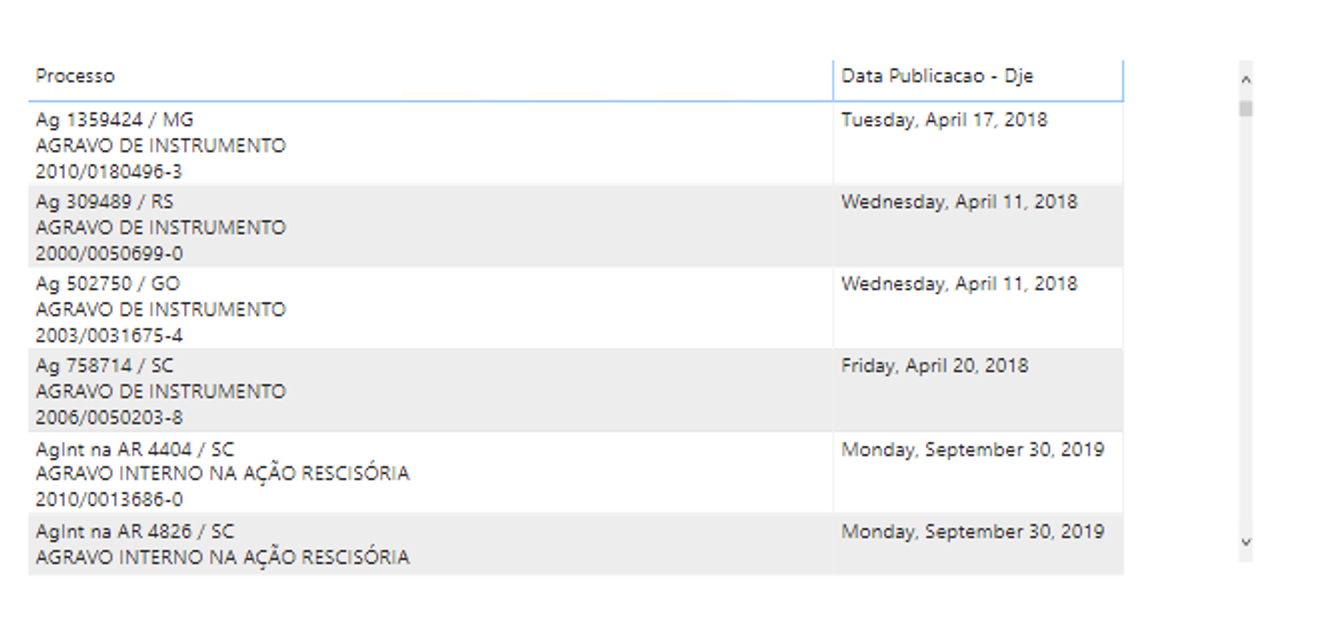 Processo Data Publicacao - Dje
Ag 1359424 / MG Tuesday, April 17, 2018
AGRAVO DE INSTRUMENTO
2010/0180496-3
Ag 309489 / RS Wednesday, April 11, 2018
AGRAVO DE INSTRUMENTO
2000/0050699-0
Ag 502750 / GO Wednesday, April 11, 2018
AGRAVO DE INSTRUMENTO
2003/0031675-4
Ag 758714 / SC Friday, April 20, 2018
AGRAVO DE INSTRUMENTO
2006/0050203-8
AgInt na AR 4404 / SC Monday, September 30, 2019
AGRAVO INTERNO NA AÇÃO RESCISÓRIA
2010/0013686-0
AgInt na AR 4826 / SC Monday, September 30, 2019
AGRAVO INTERNO NA AÇÃO RESCISÓRIA